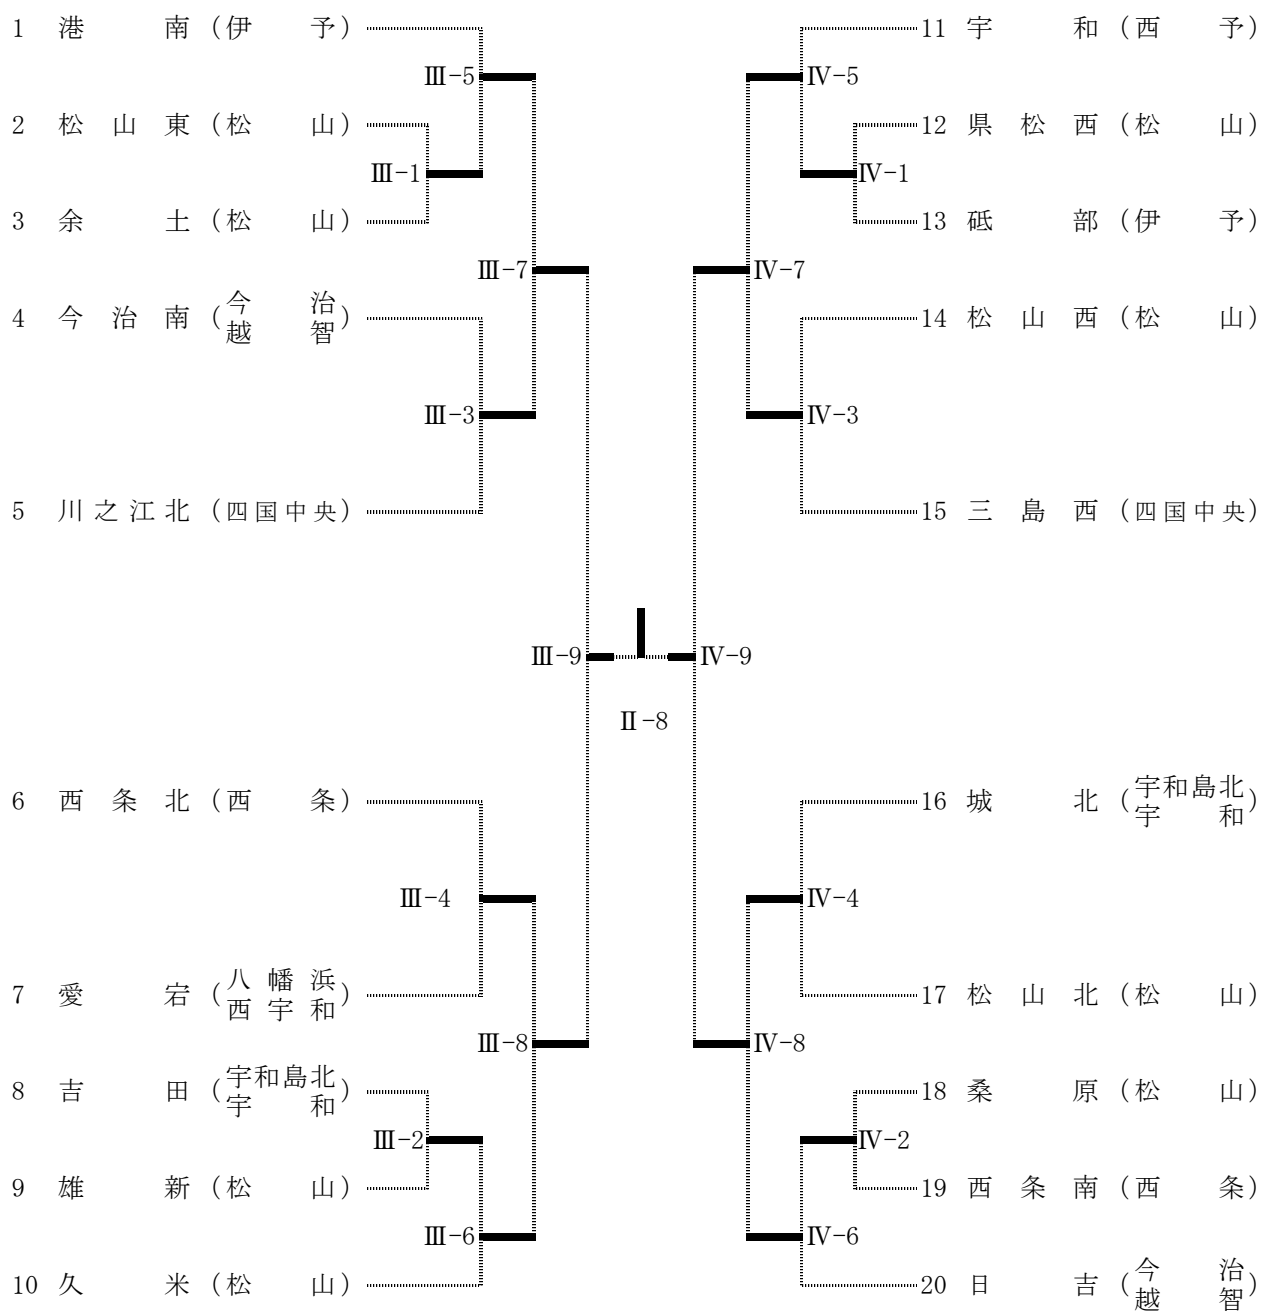 1 港南(伊予)
11 宇和(西予)
Ⅲ-5
Ⅳ-5
2 松山東(松山)
12 県松西(松山)
Ⅲ-1
Ⅳ-1
3 余土(松山)
13 砥部(伊予)
Ⅲ-7
Ⅳ-7
4 今治南(今治越智)
14 松山西(松山)
Ⅲ-3
Ⅳ-3
5 川之江北(四国中央)
15 三島西(四国中央)
Ⅲ-9
Ⅳ-9
Ⅱ-8
6 西条北(西条)
16 城北(宇和島北宇和)
Ⅲ-4
Ⅳ-4
7 愛宕(八幡浜西宇和)
17 松山北(松山)
Ⅲ-8
Ⅳ-8
8 吉田(宇和島北宇和)
18 桑原(松山)
Ⅲ-2
Ⅳ-2
9 雄新(松山)
19 西条南(西条)
Ⅲ-6
Ⅳ-6
10 久米(松山)
20 日吉(今治越智)